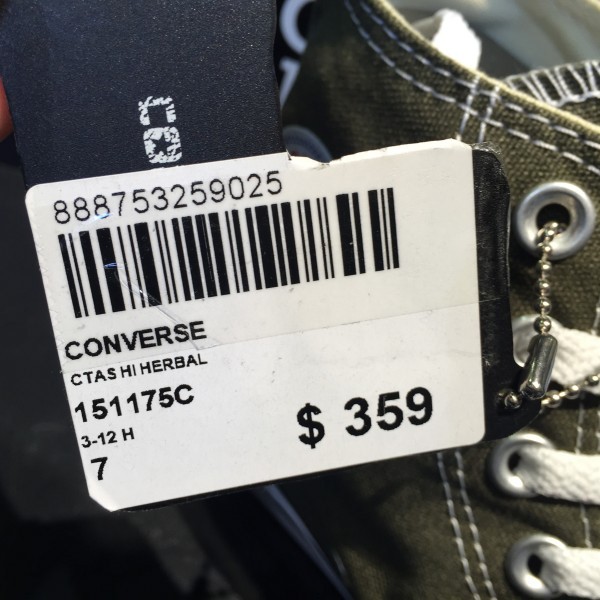 888753259025
CONVERSE
CTAS HI HERBAL
151175C
3-12 H
7
$ 359